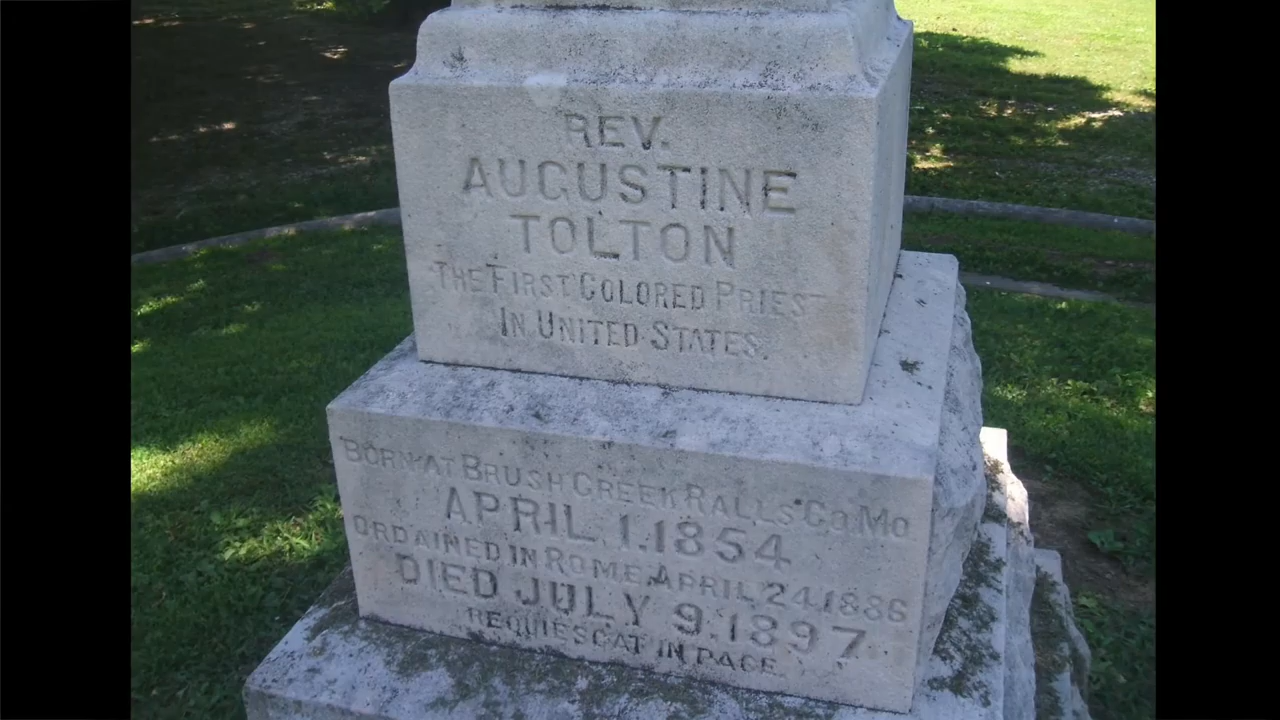 REV.
AUGUSTINE
TOLTON
THE FIRST COLORED PRIEST
IN UNITED STATES.
BORN AT BRUSH CREEK RALLS CO. MO
APRIL 1.1854
ORDAINED IN ROME, APRIL 24.1886
DIED JULY 9.1897
REQUIESCAT IN PACE.